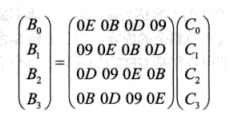 B₀ 0E 0B 0D 09 C₀
B₁ 09 0E 0B 0D C₁
B₂ = 0D 09 0E 0B C₂
B₃ 0B 0D 09 0E C₃